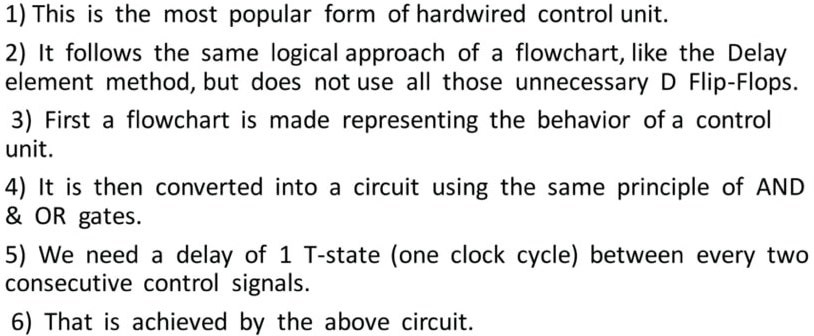 1) This is the most popular form of hardwired control unit.
2) It follows the same logical approach of a flowchart, like the Delay
element method, but does not use all those unnecessary D Flip-Flops.
3) First a flowchart is made representing the behavior of a control
unit.
4) It is then converted into a circuit using the same principle of AND
& OR gates.
5) We need a delay of 1 T-state (one clock cycle) between every two
consecutive control signals.
6) That is achieved by the above circuit.